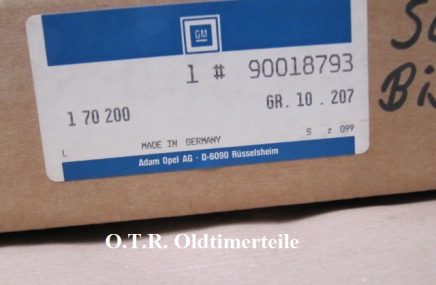 GM
1 # 90018793
1 70 200
GR. 10 . 207
MADE IN GERMANY
S r 099
L
Adam Opel AG · D-6090 Rüsselsheim
O.T.R. Oldtimerteile